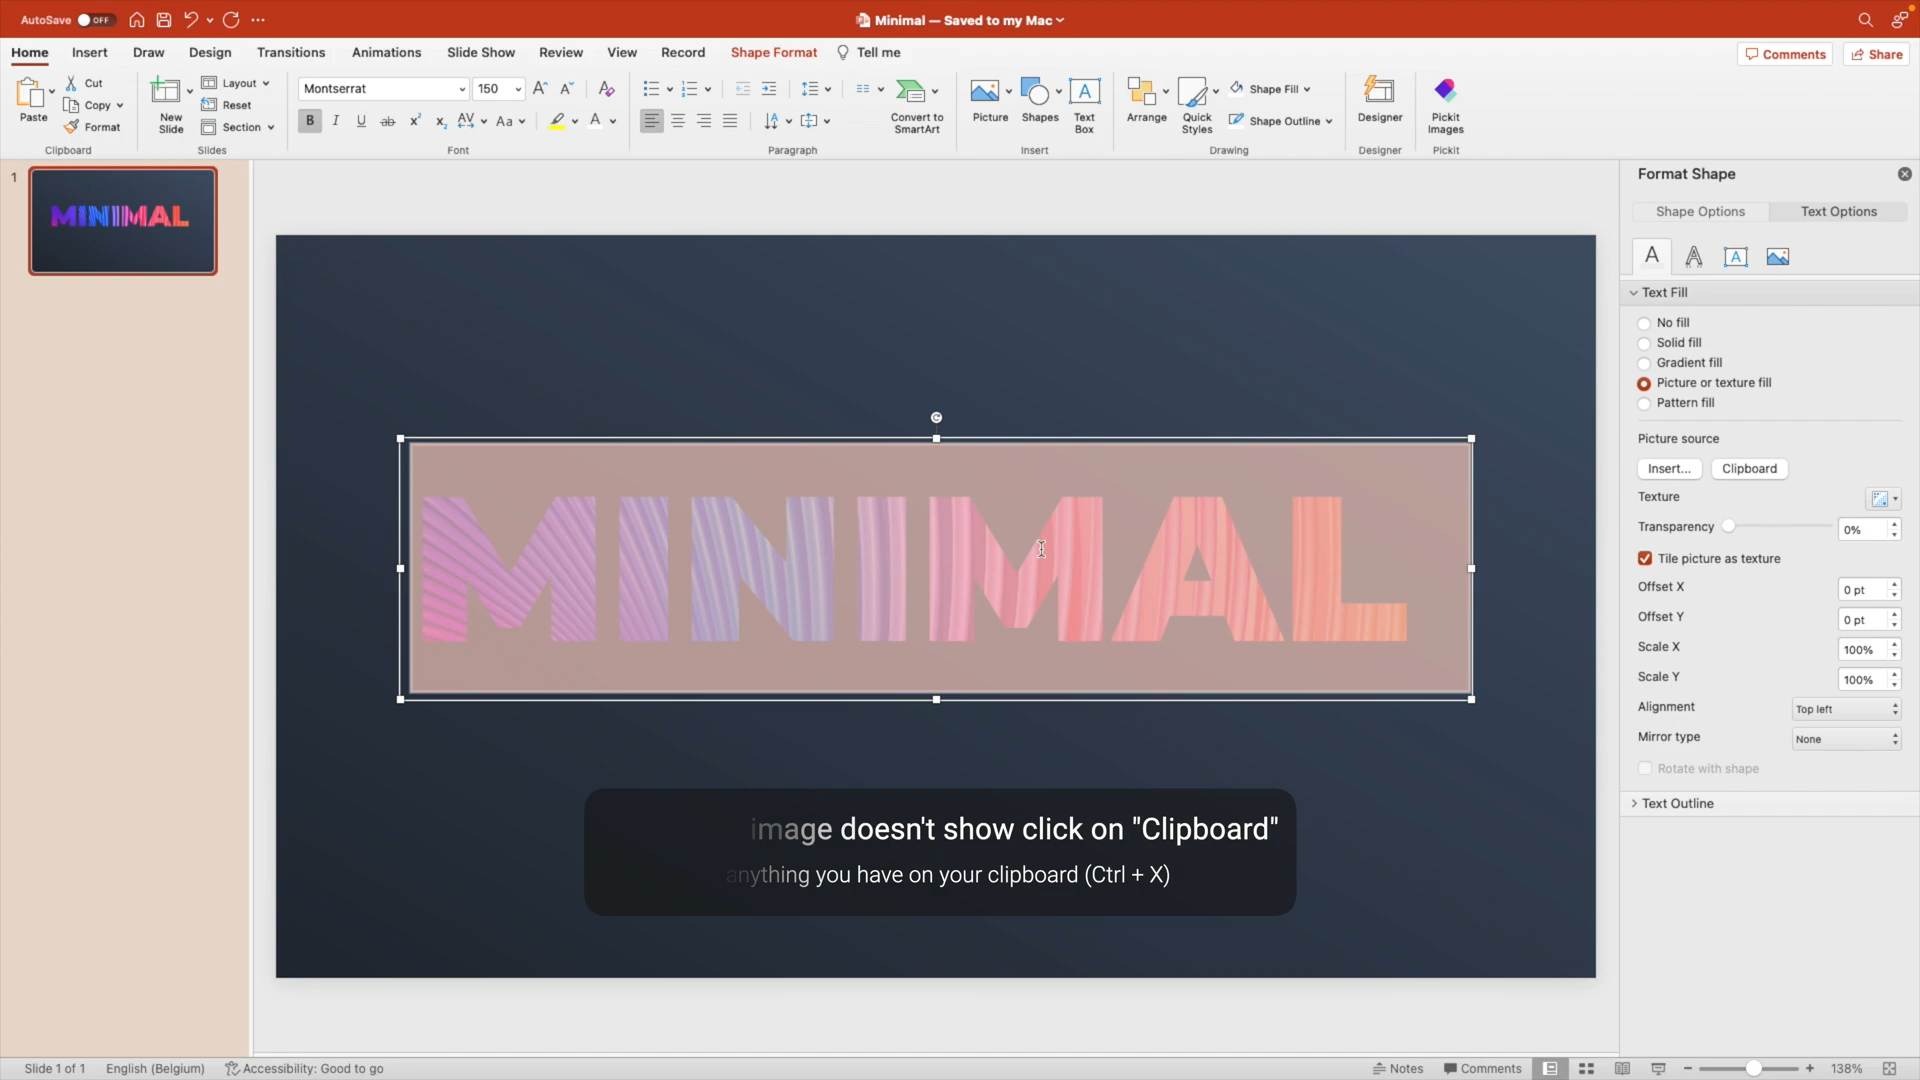 AutoSave OFF
Minimal — Saved to my Mac
Home Insert Draw Design Transitions Animations Slide Show Review View Record Shape Format Tell me
Comments Share
Paste
Cut
Copy
Format
Clipboard
New Slide
Layout
Reset
Section
Slides
Montserrat 150
B I U ab x² x₂ AV Aa A
Font
Convert to SmartArt
Paragraph
Picture
Shapes
Text Box
Insert
Arrange
Quick Styles
Shape Fill
Shape Outline
Drawing
Designer
Designer
Pickit Images
Pickit
1
MINIMAL
MINIMAL
image doesn't show click on "Clipboard"
anything you have on your clipboard (Ctrl + X)
Format Shape
Shape Options Text Options
Text Fill
No fill
Solid fill
Gradient fill
Picture or texture fill
Pattern fill
Picture source
Insert... Clipboard
Texture
Transparency 0%
Tile picture as texture
Offset X 0 pt
Offset Y 0 pt
Scale X 100%
Scale Y 100%
Alignment Top left
Mirror type None
Rotate with shape
Text Outline
Slide 1 of 1 English (Belgium) Accessibility: Good to go
Notes Comments 138%